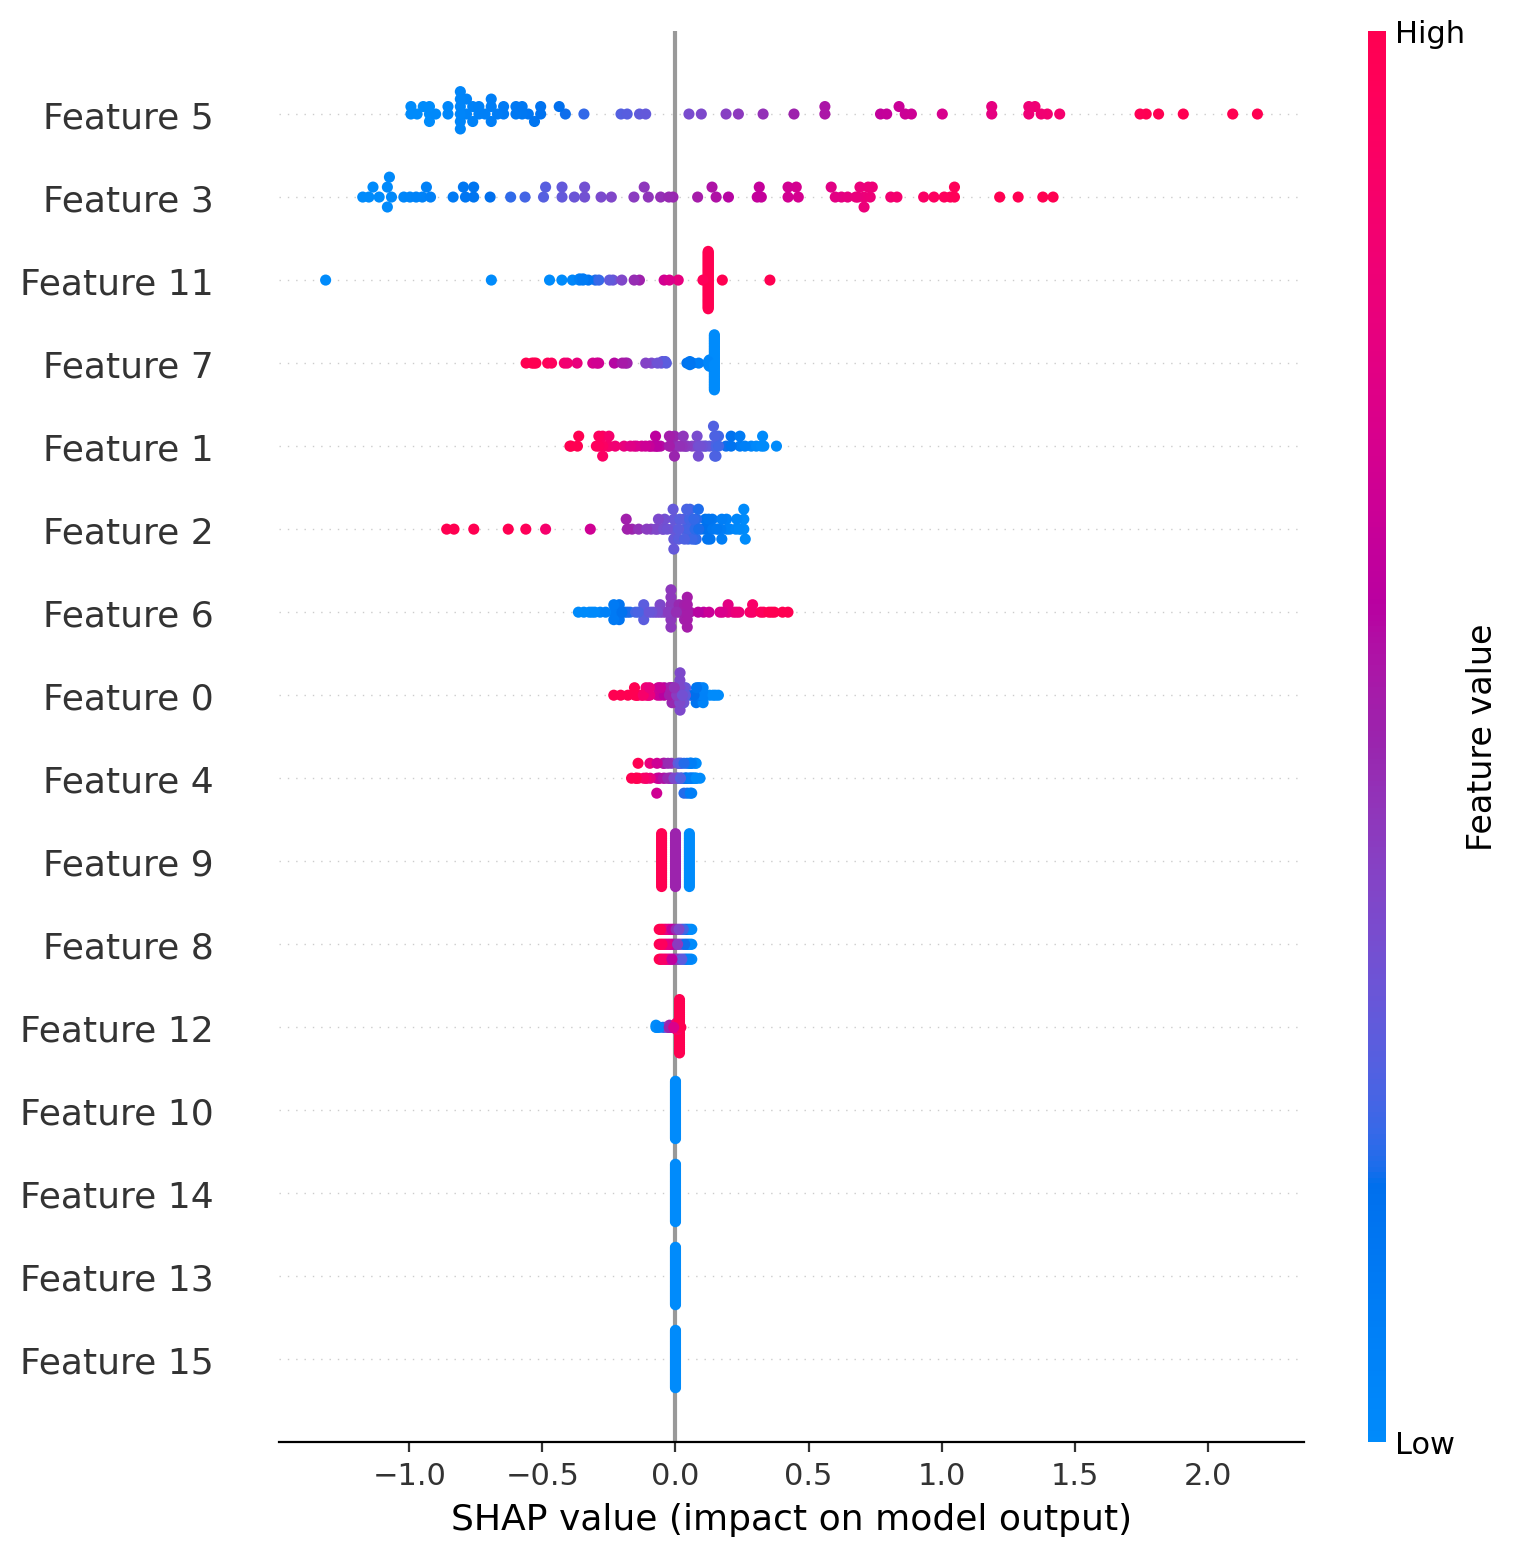 High
Feature 5
Feature 3
Feature 11
Feature 7
Feature 1
Feature 2
Feature 6
Feature 0
Feature 4
Feature 9
Feature 8
Feature 12
Feature 10
Feature 14
Feature 13
Feature 15
Feature value
Low
−1.0 −0.5 0.0 0.5 1.0 1.5 2.0
SHAP value (impact on model output)